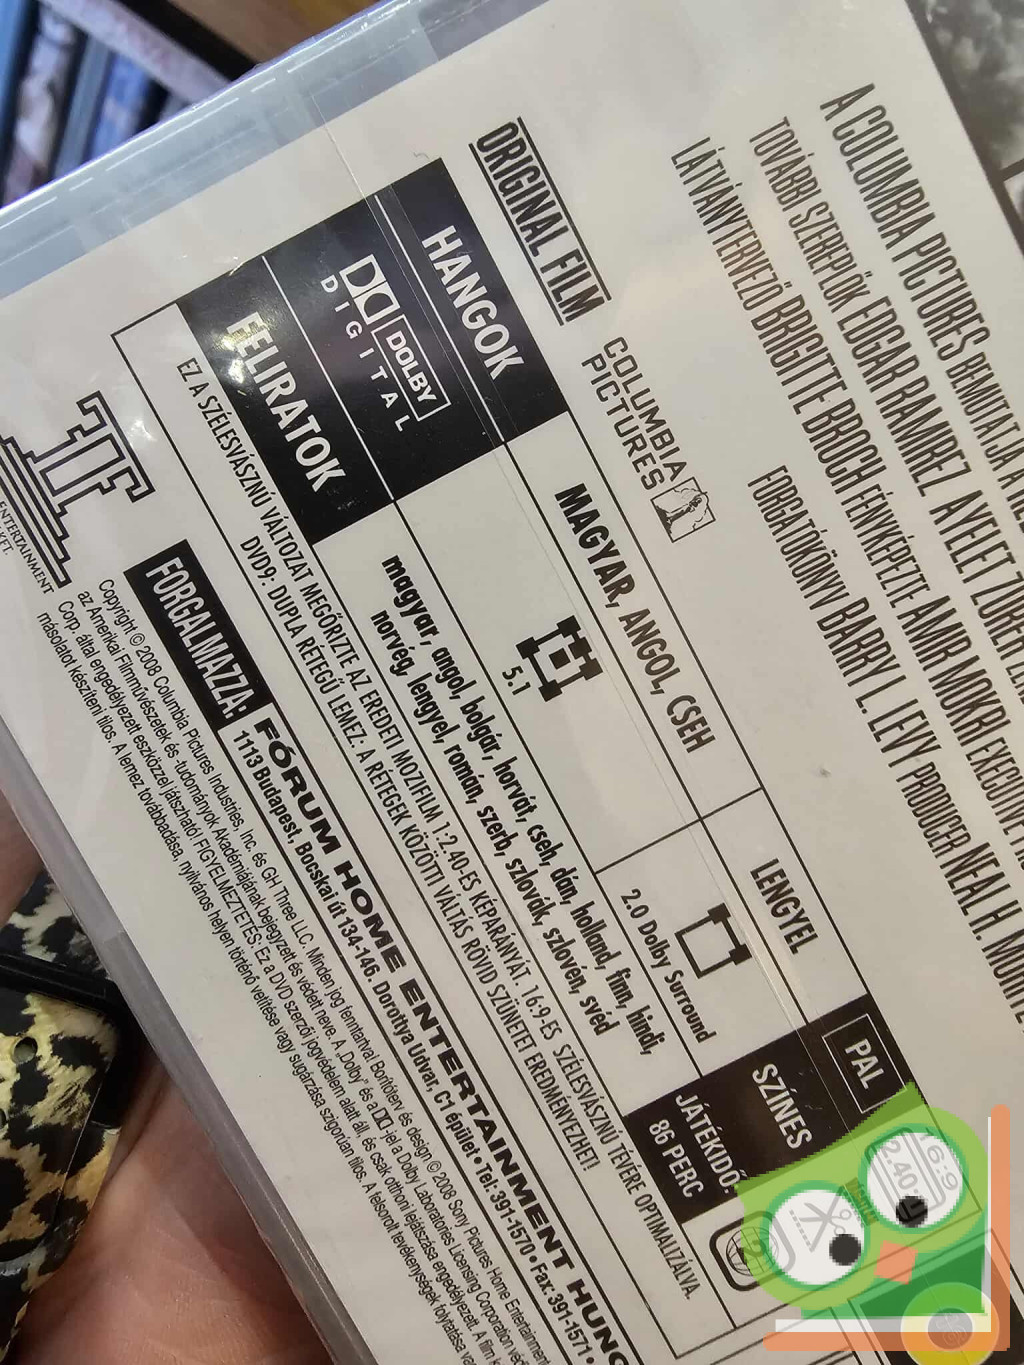 A COLUMBIA PICTURES BEMUTATJA A
TOVÁBBI SZEREPLŐK EDGAR RAMIREZ AYELET ZURER
LÁTVÁNYTERVEZŐ BRIGITTE BROCH FÉNYKÉPEZTE AMIR MOKRI EXECUTIVE
FORGATÓKÖNYV BARRY L. LEVY PRODUCER NEAL H. MORITZ
ORIGINAL FILM
COLUMBIA
PICTURES
HANGOK
MAGYAR, ANGOL, CSEH
LENGYEL
PAL
DOLBY
DIGITAL
5.1
2.0 Dolby Surround
SZÍNES
FELIRATOK
magyar, angol, bolgár, horvát, cseh, dán, holland, finn, hindi,
norvég, lengyel, román, szerb, szlovák, szlovén, svéd
JÁTÉKIDŐ:
86 PERC
2
16:9
2.40:1
EZ A SZÉLESVÁSZNÚ VÁLTOZAT MEGŐRIZTE AZ EREDETI MOZIFILM 1:2.40-ES KÉPARÁNYÁT. 16:9-ES SZÉLESVÁSZNÚ TÉVÉRE OPTIMALIZÁLVA.
DVD9: DUPLA RÉTEGŰ LEMEZ: A RÉTEGEK KÖZÖTTI VÁLTÁS RÖVID SZÜNETET EREDMÉNYEZHET!
ENTERTAINMENT
KFT.
FORGALMAZZA:
FÓRUM HOME ENTERTAINMENT HUNG
1113 Budapest, Bocskai út 134-146. Dorottya Udvar, C1 épület • Tel: 391-1570 • Fax: 391-1571 •
Copyright © 2008 Columbia Pictures Industries, Inc. és GH Three LLC. Minden jog fenntartva! Borítóterv és design © 2008 Sony Pictures Home Entertainment
az Amerikai Filmművészetek és -tudományok Akadémiájának bejegyzett és védett neve. A „Dolby” és a jel a Dolby Laboratories Licensing Corporation
Corp. által engedélyezett eszközzel játszható! FIGYELMEZTETÉS: Ez a DVD szerzői jogvédelem alatt áll, és csak otthoni lejátszása engedélyezett. A film
másolatot készíteni tilos. A lemez továbbadása, nyilvános helyen történő vetítése vagy sugárzása szigorúan tilos. A felsorolt tevékenységek folytatása